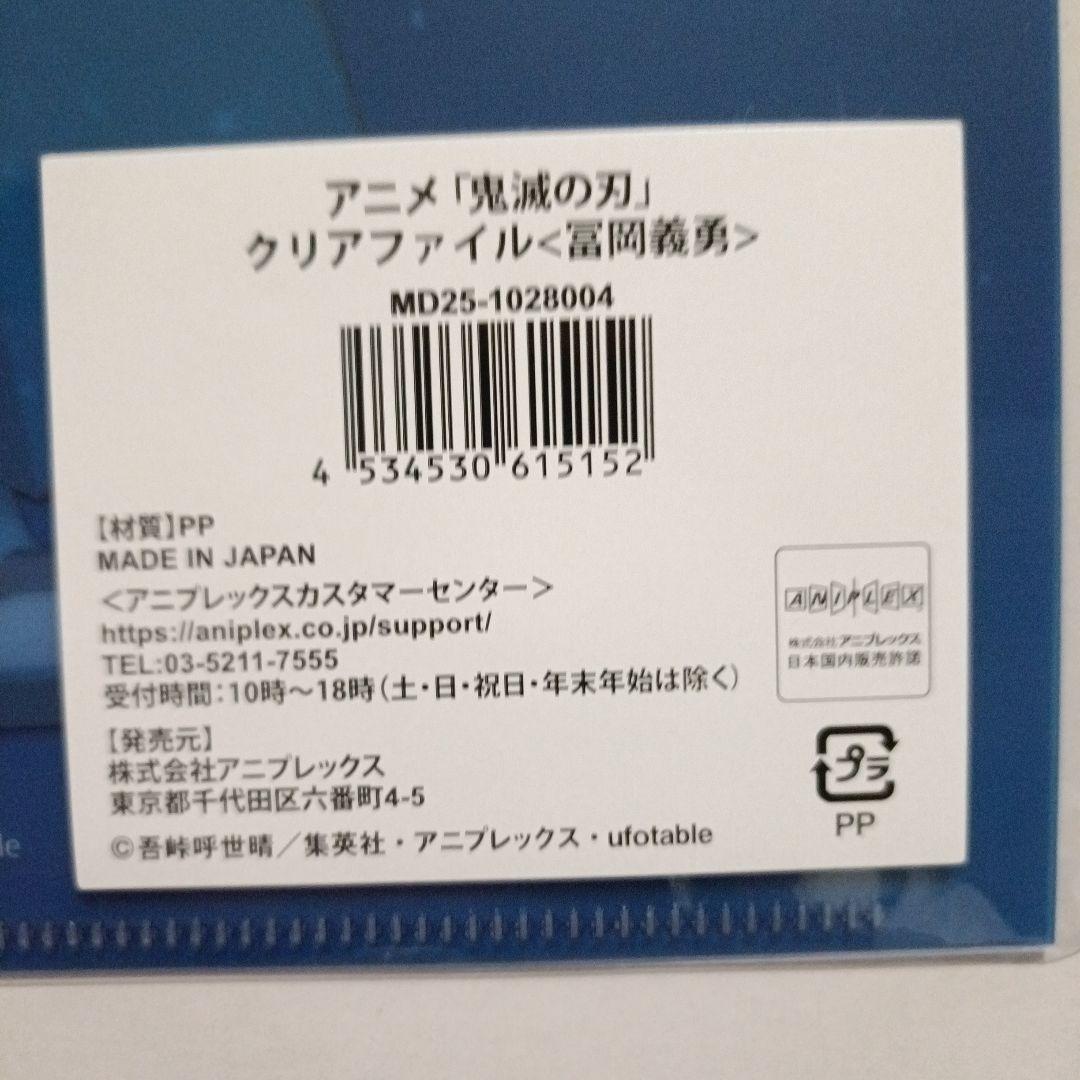 アニメ「鬼滅の刃」
クリアファイル<冨岡義勇>
MD25-1028004
4 534530 615152
【材質】PP
MADE IN JAPAN
<アニプレックスカスタマーセンター>
https://aniplex.co.jp/support/
TEL:03-5211-7555
受付時間:10時～18時(土・日・祝日・年末年始は除く)
【発売元】
株式会社アニプレックス
東京都千代田区六番町4-5
©吾峠呼世晴／集英社・アニプレックス・ufotable
ANIPLEX
株式会社アニプレックス
日本国内販売許諾
プラ
PP
le